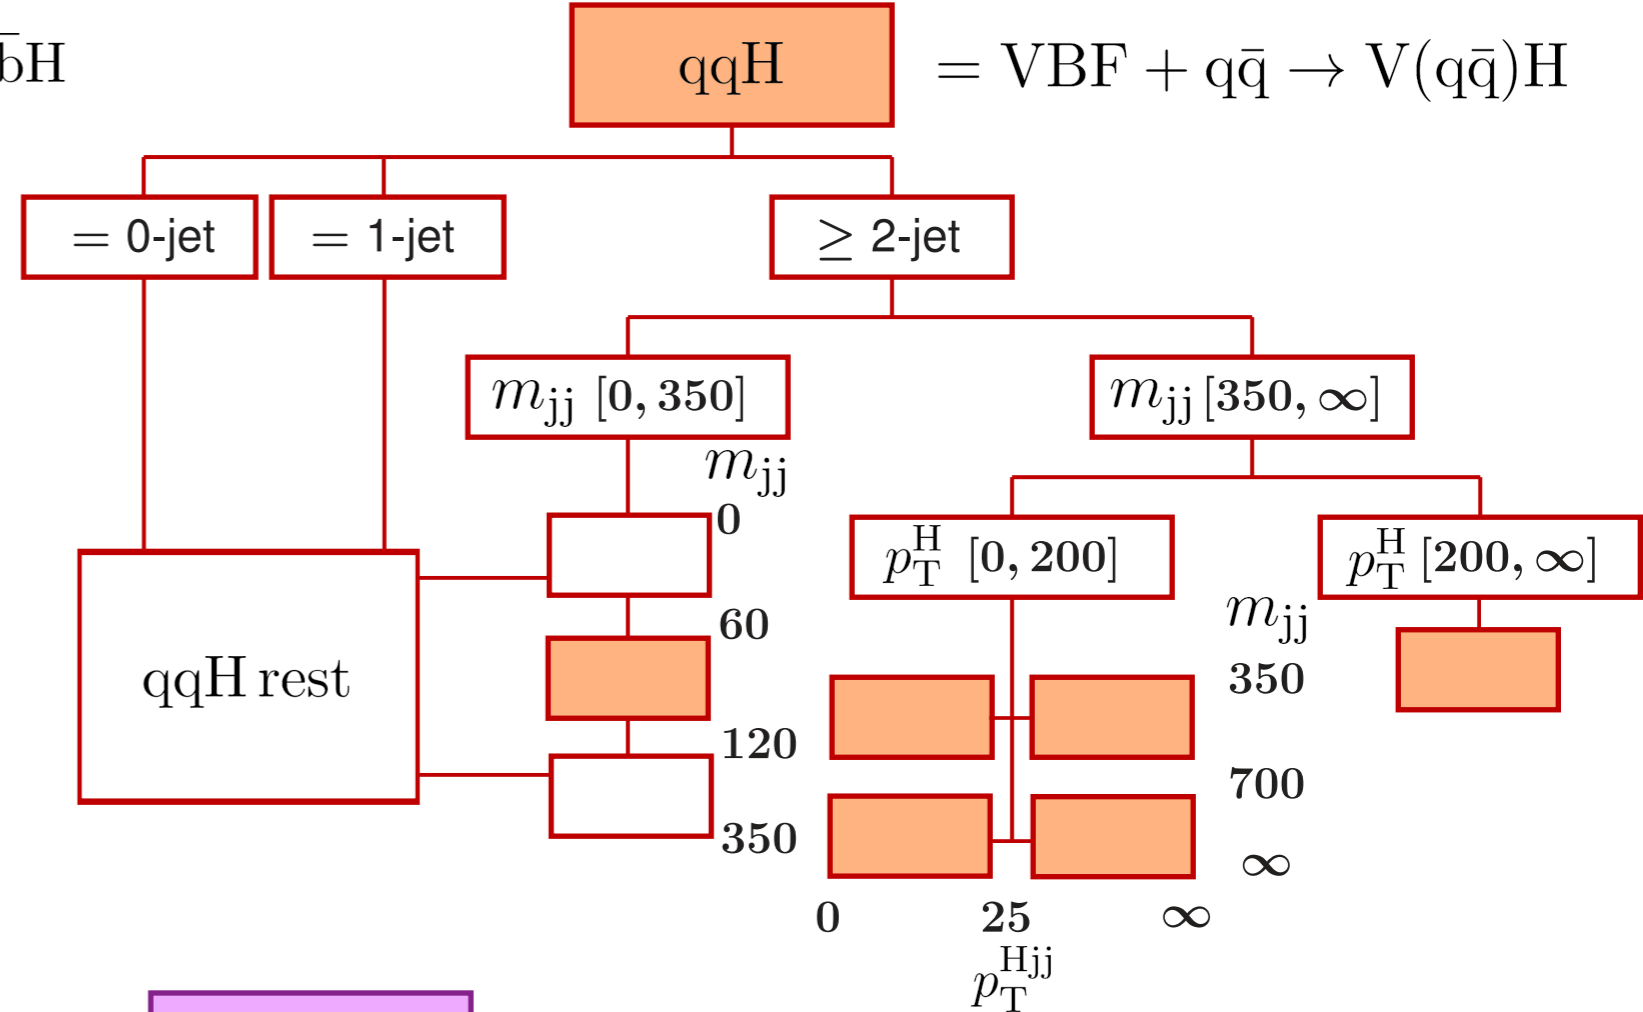 b̄H
qqH
= VBF + qq̄ → V(qq̄)H
= 0-jet
= 1-jet
≥ 2-jet
m_jj [0, 350]
m_jj [350, ∞]
m_jj
0
60
120
350
p_T^H [0, 200]
p_T^H [200, ∞]
qqH rest
m_jj
350
700
∞
0 25 ∞
p_T^Hjj